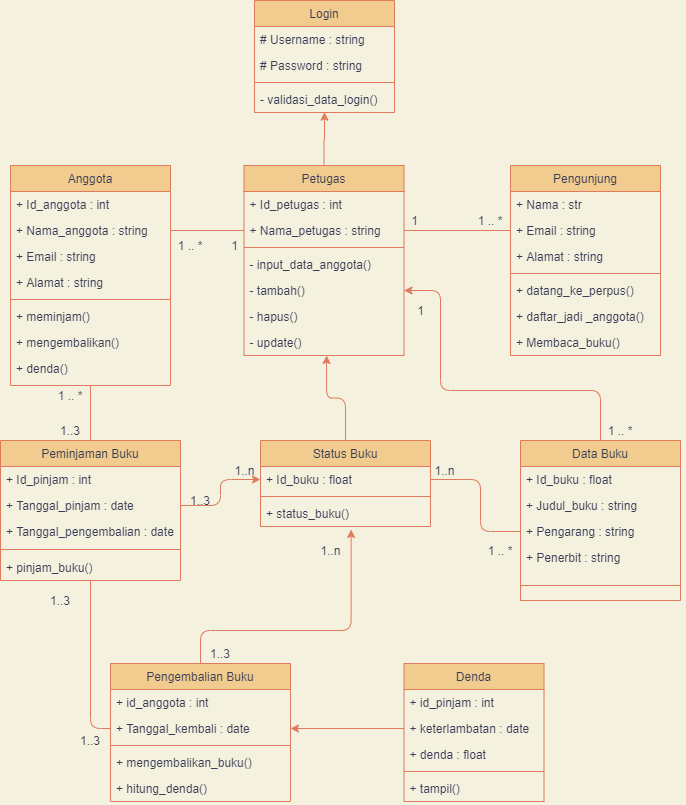 Login
# Username : string
# Password : string
- validasi_data_login()
Anggota
+ Id_anggota : int
+ Nama_anggota : string
+ Email : string
+ Alamat : string
+ meminjam()
+ mengembalikan()
+ denda()
1 .. *
1
Petugas
+ Id_petugas : int
+ Nama_petugas : string
- input_data_anggota()
- tambah()
- hapus()
- update()
1
1 .. *
Pengunjung
+ Nama : str
+ Email : string
+ Alamat : string
+ datang_ke_perpus()
+ daftar_jadi _anggota()
+ Membaca_buku()
1
1 .. *
1 .. *
1..3
Peminjaman Buku
+ Id_pinjam : int
+ Tanggal_pinjam : date
+ Tanggal_pengembalian : date
+ pinjam_buku()
1..n
1..3
Status Buku
+ Id_buku : float
+ status_buku()
1..n
1 .. *
Data Buku
+ Id_buku : float
+ Judul_buku : string
+ Pengarang : string
+ Penerbit : string
1..n
1..3
1..3
1..3
Pengembalian Buku
+ id_anggota : int
+ Tanggal_kembali : date
+ mengembalikan_buku()
+ hitung_denda()
Denda
+ id_pinjam : int
+ keterlambatan : date
+ denda : float
+ tampil()